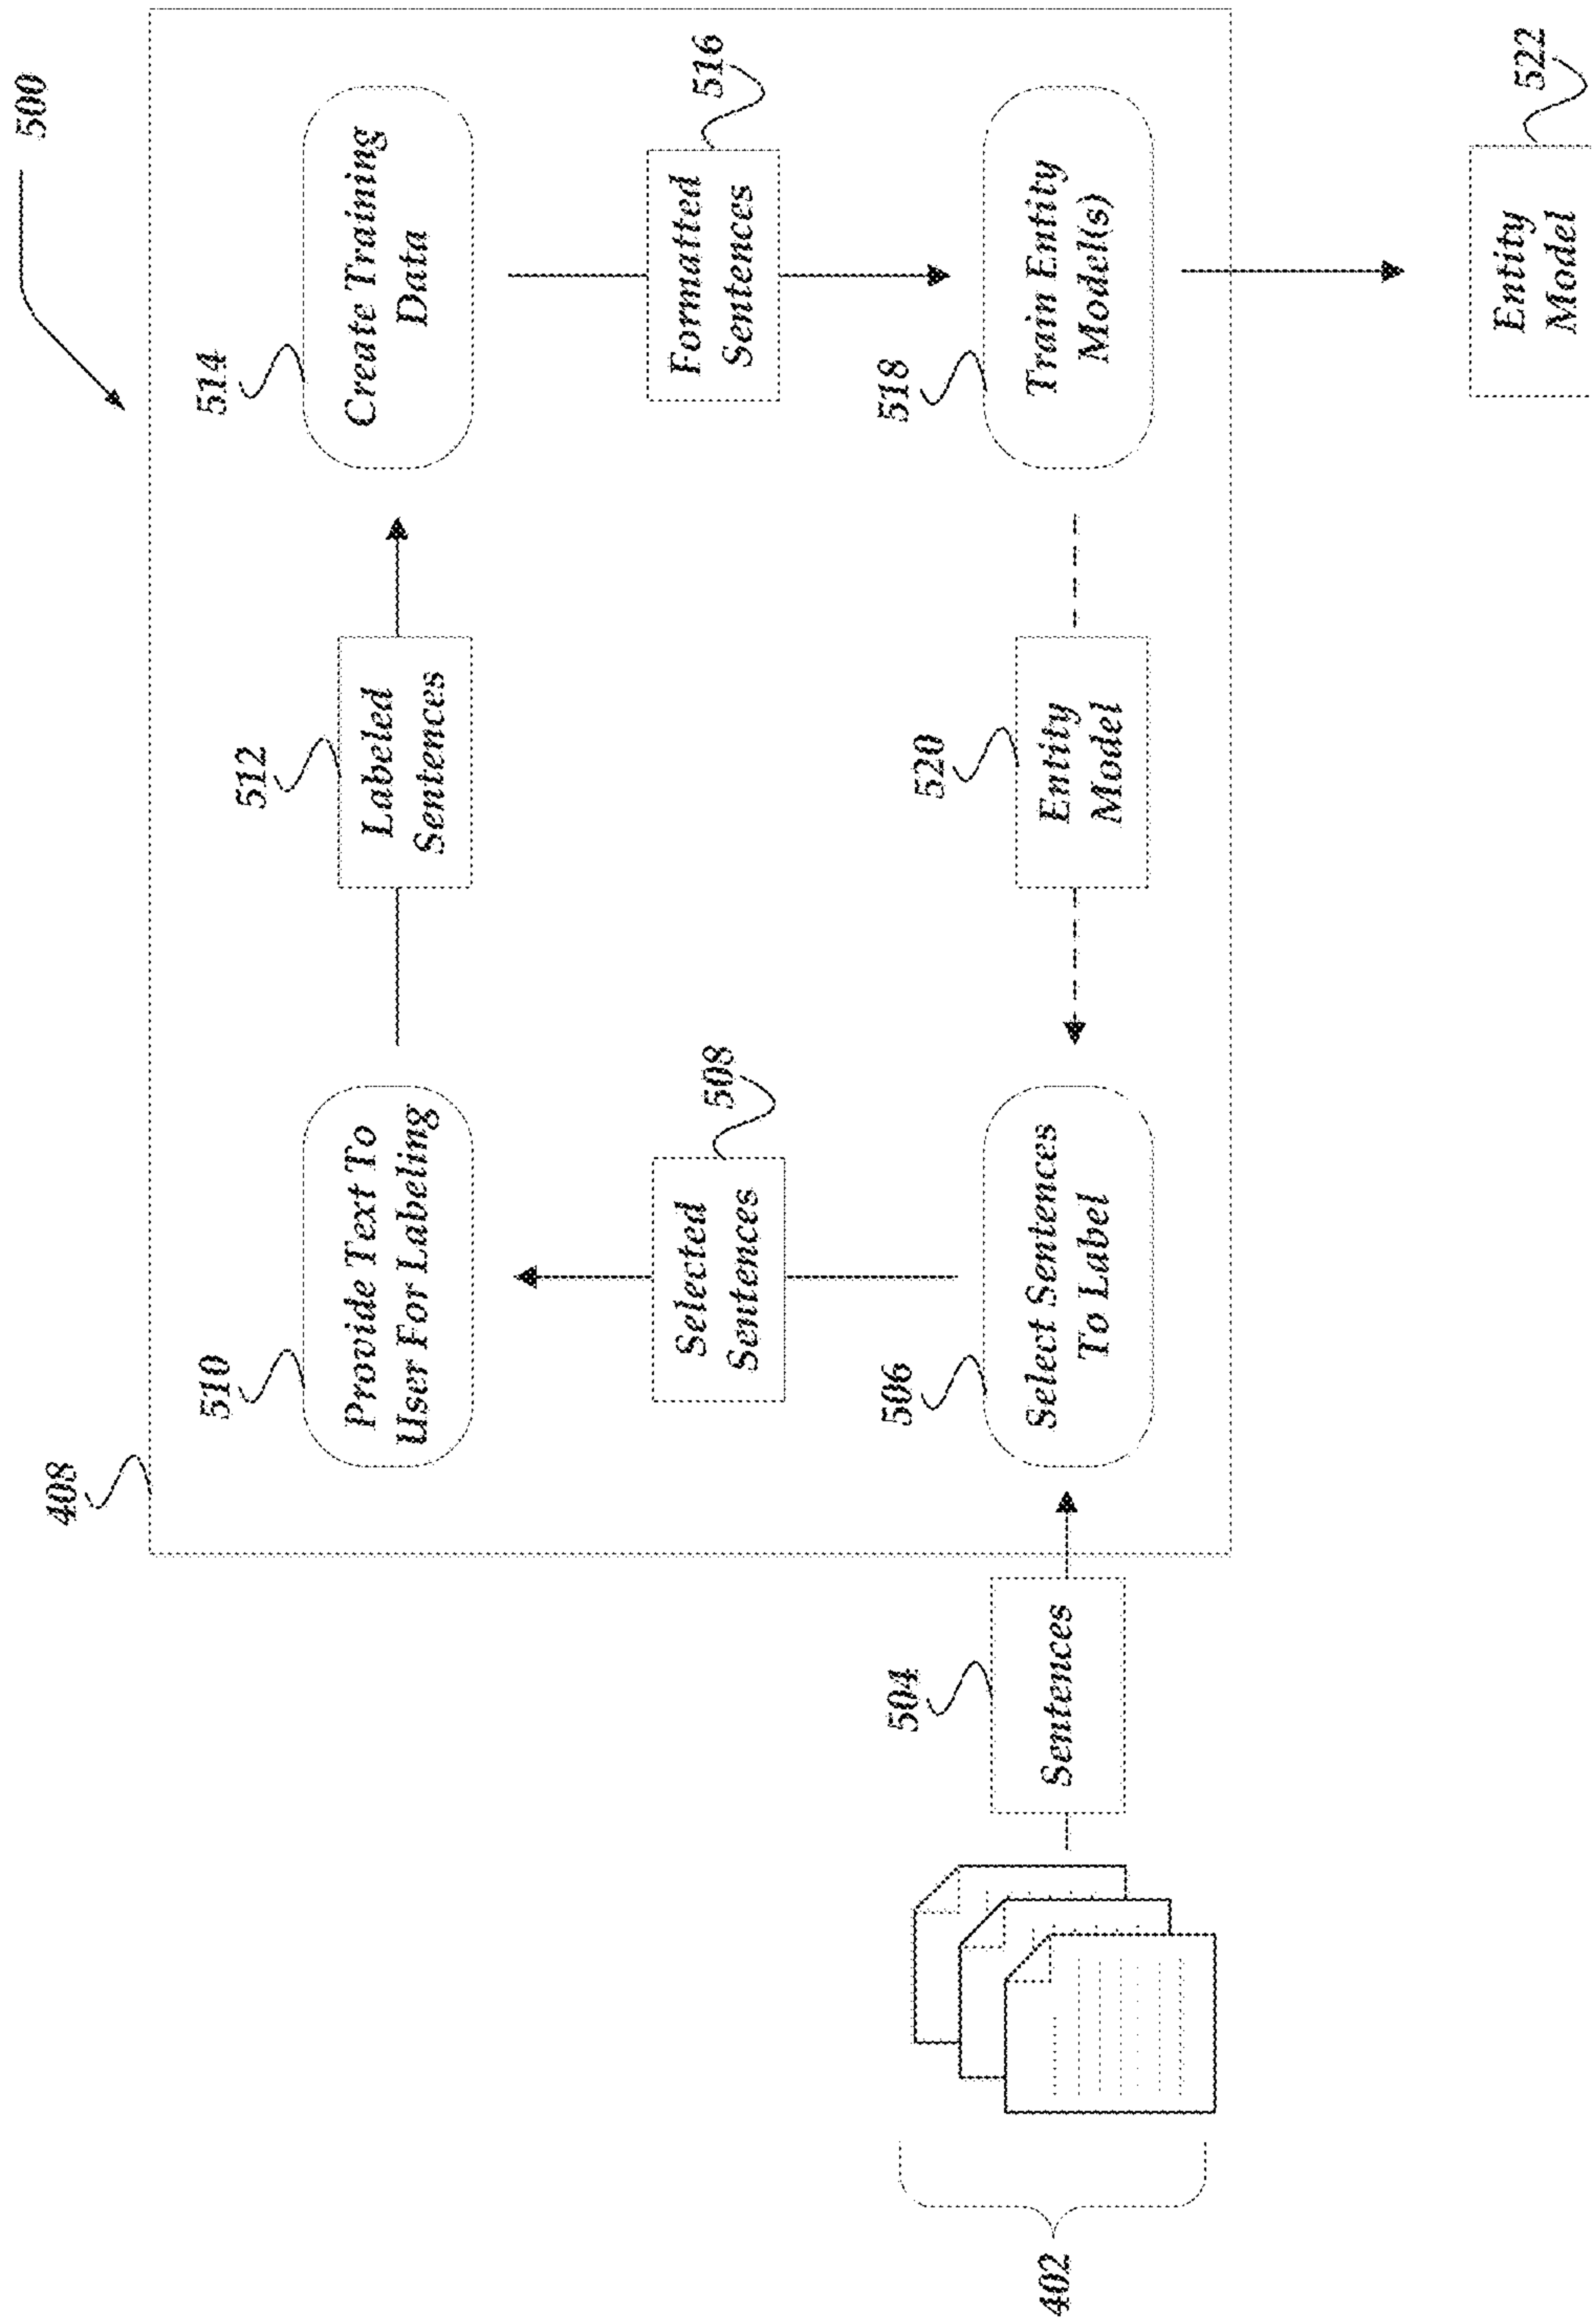 500
408
510
Provide Text To
User For Labeling
512
Labeled
Sentences
514
Create Training
Data
508
Selected
Sentences
516
Formatted
Sentences
402
504
Sentences
506
Select Sentences
To Label
520
Entity
Model
518
Train Entity
Model(s)
522
Entity
Model